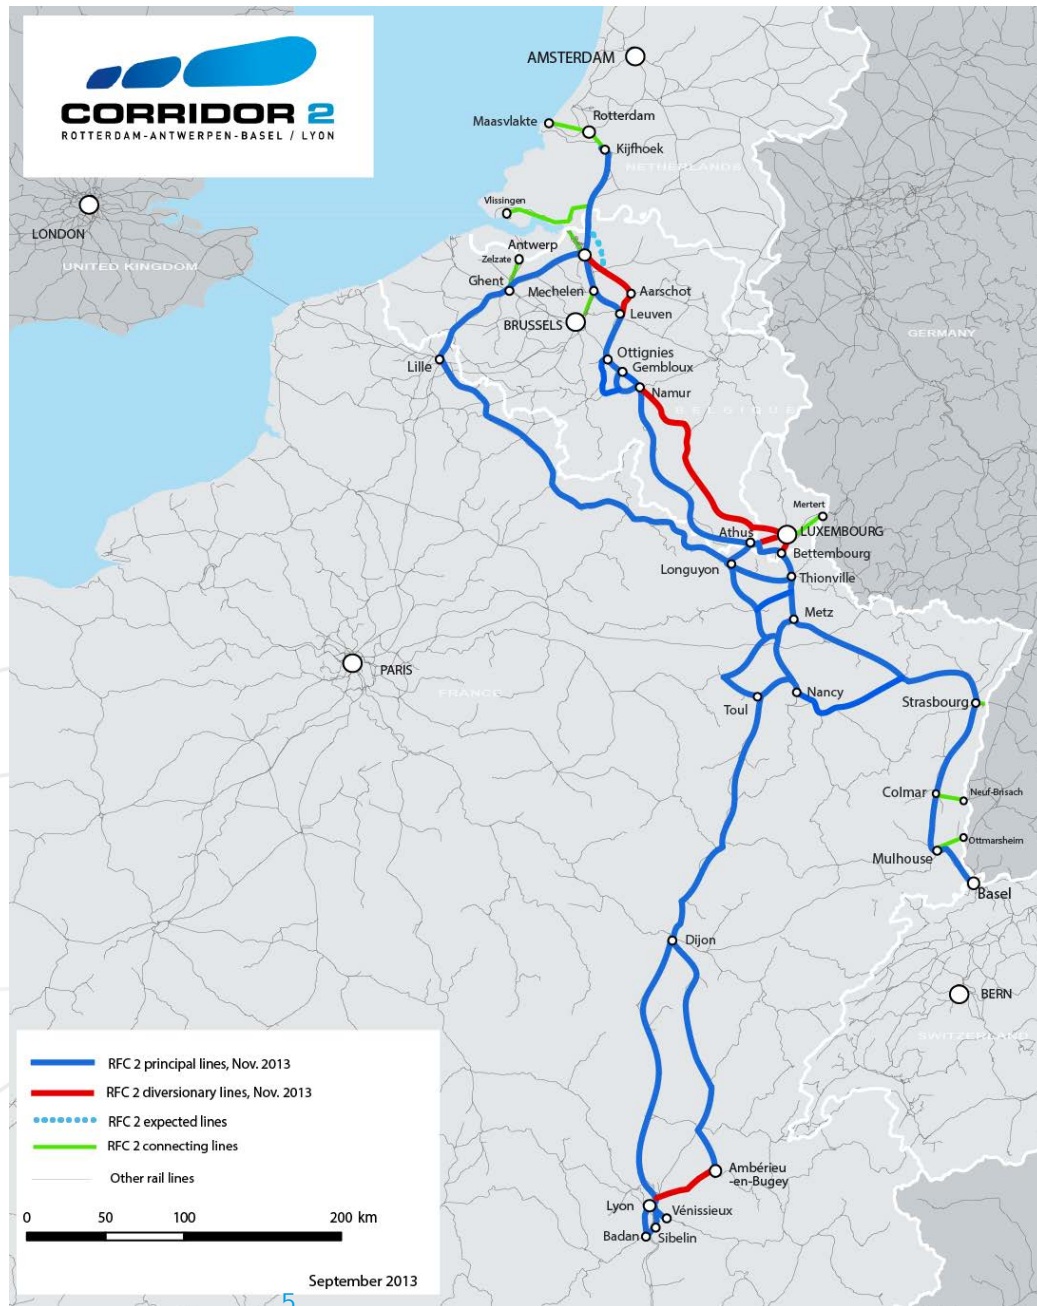 CORRIDOR 2
ROTTERDAM-ANTWERPEN-BASEL / LYON
AMSTERDAM
Maasvlakte
Rotterdam
Kijfhoek
NETHERLANDS
Vlissingen
LONDON
UNITED KINGDOM
Antwerp
Zelzate
Ghent
Mechelen
Aarschot
BRUSSELS
Leuven
GERMANY
Lille
Ottignies
Gembloux
Namur
BELGIQUE
Mertert
Athus
LUXEMBOURG
Bettembourg
Longuyon
Thionville
Metz
PARIS
FRANCE
Toul
Nancy
Strasbourg
Colmar
Neuf-Brisach
Ottmarsheim
Mulhouse
Basel
Dijon
BERN
SWITZERLAND
Ambérieu
-en-Bugey
Lyon
Vénissieux
Badan
Sibelin
RFC 2 principal lines, Nov. 2013
RFC 2 diversionary lines, Nov. 2013
RFC 2 expected lines
RFC 2 connecting lines
Other rail lines
0 50 100 200 km
September 2013
5